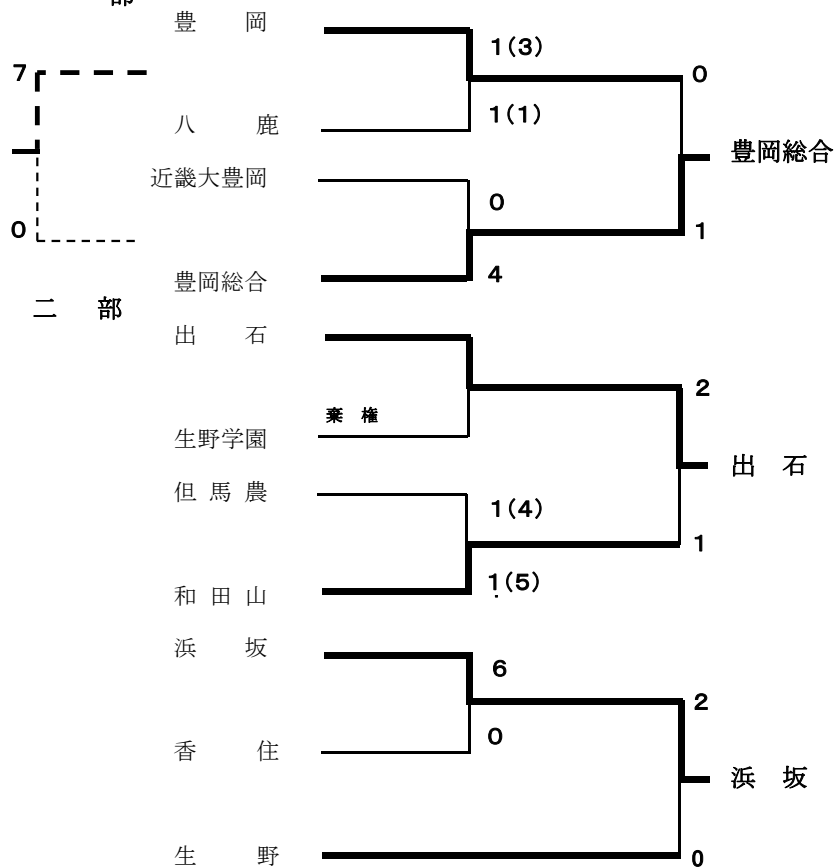 部
豊 岡
1(3)
7
0
1(1)
八 鹿
豊岡総合
近畿大豊岡
0
0
1
豊岡総合
4
二 部
出 石
2
棄 権
生野学園
出 石
但 馬 農
1(4)
1
1(5)
和 田 山
浜 坂
6
2
0
香 住
浜 坂
生 野
0